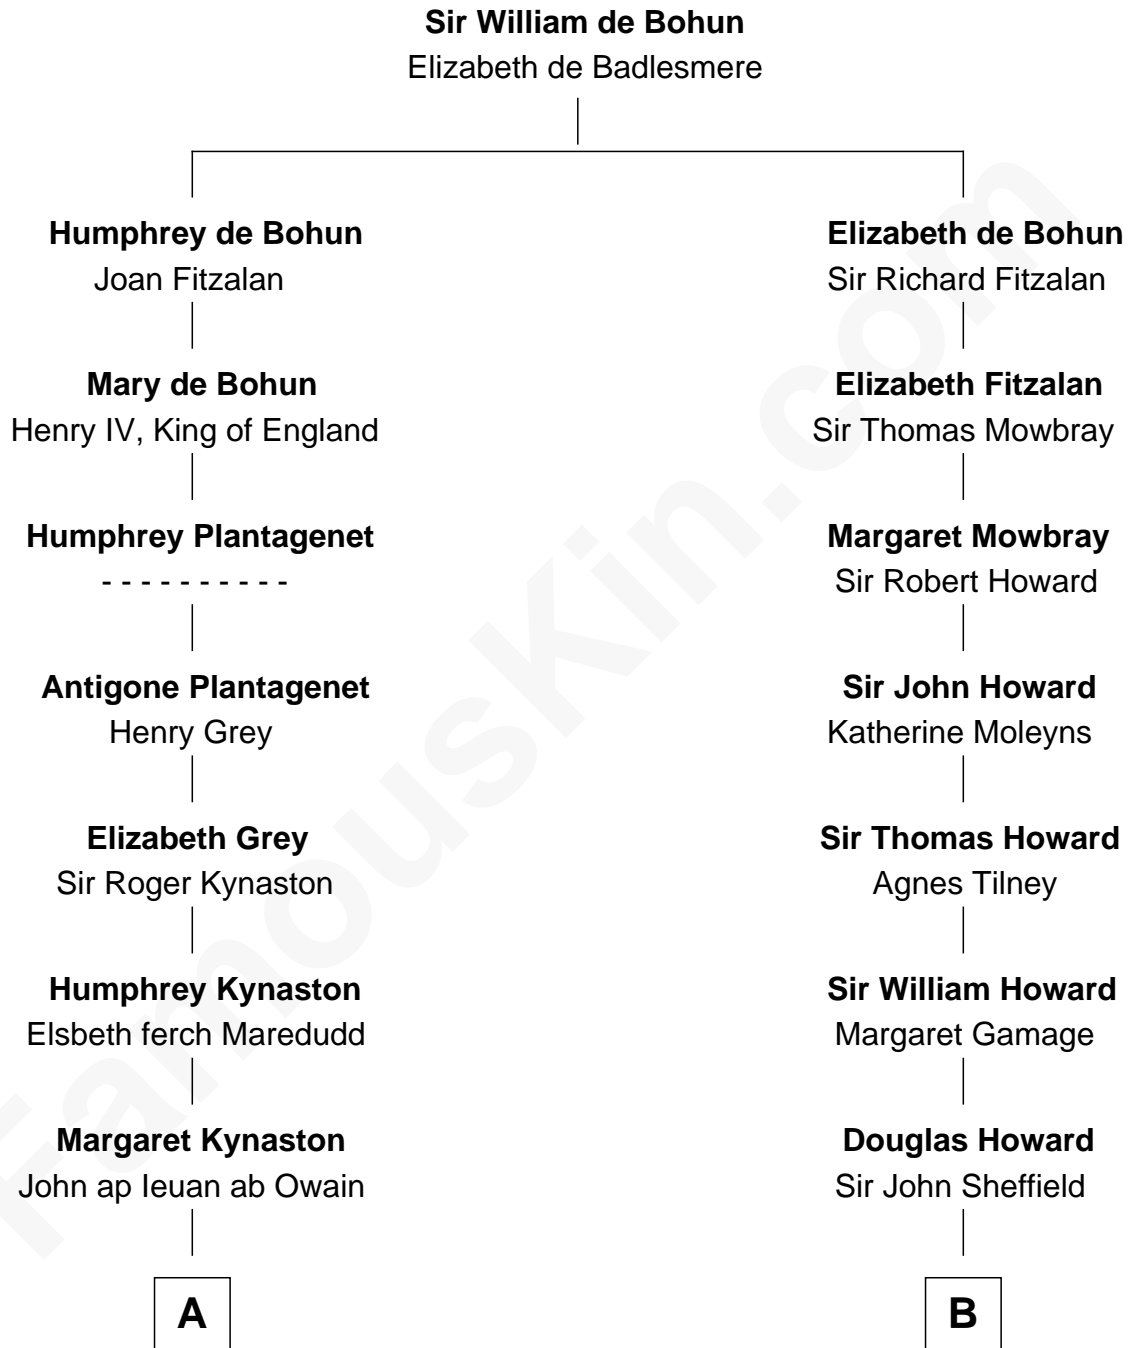 Sir William de Bohun
Elizabeth de Badlesmere
Humphrey de Bohun
Joan Fitzalan
Mary de Bohun
Henry IV, King of England
Humphrey Plantagenet
- - - - - - - - - -
Antigone Plantagenet
Henry Grey
Elizabeth Grey
Sir Roger Kynaston
Humphrey Kynaston
Elsbeth ferch Maredudd
Margaret Kynaston
John ap Ieuan ab Owain
A
Elizabeth de Bohun
Sir Richard Fitzalan
Elizabeth Fitzalan
Sir Thomas Mowbray
Margaret Mowbray
Sir Robert Howard
Sir John Howard
Katherine Moleyns
Sir Thomas Howard
Agnes Tilney
Sir William Howard
Margaret Gamage
Douglas Howard
Sir John Sheffield
B
FamousKin.com